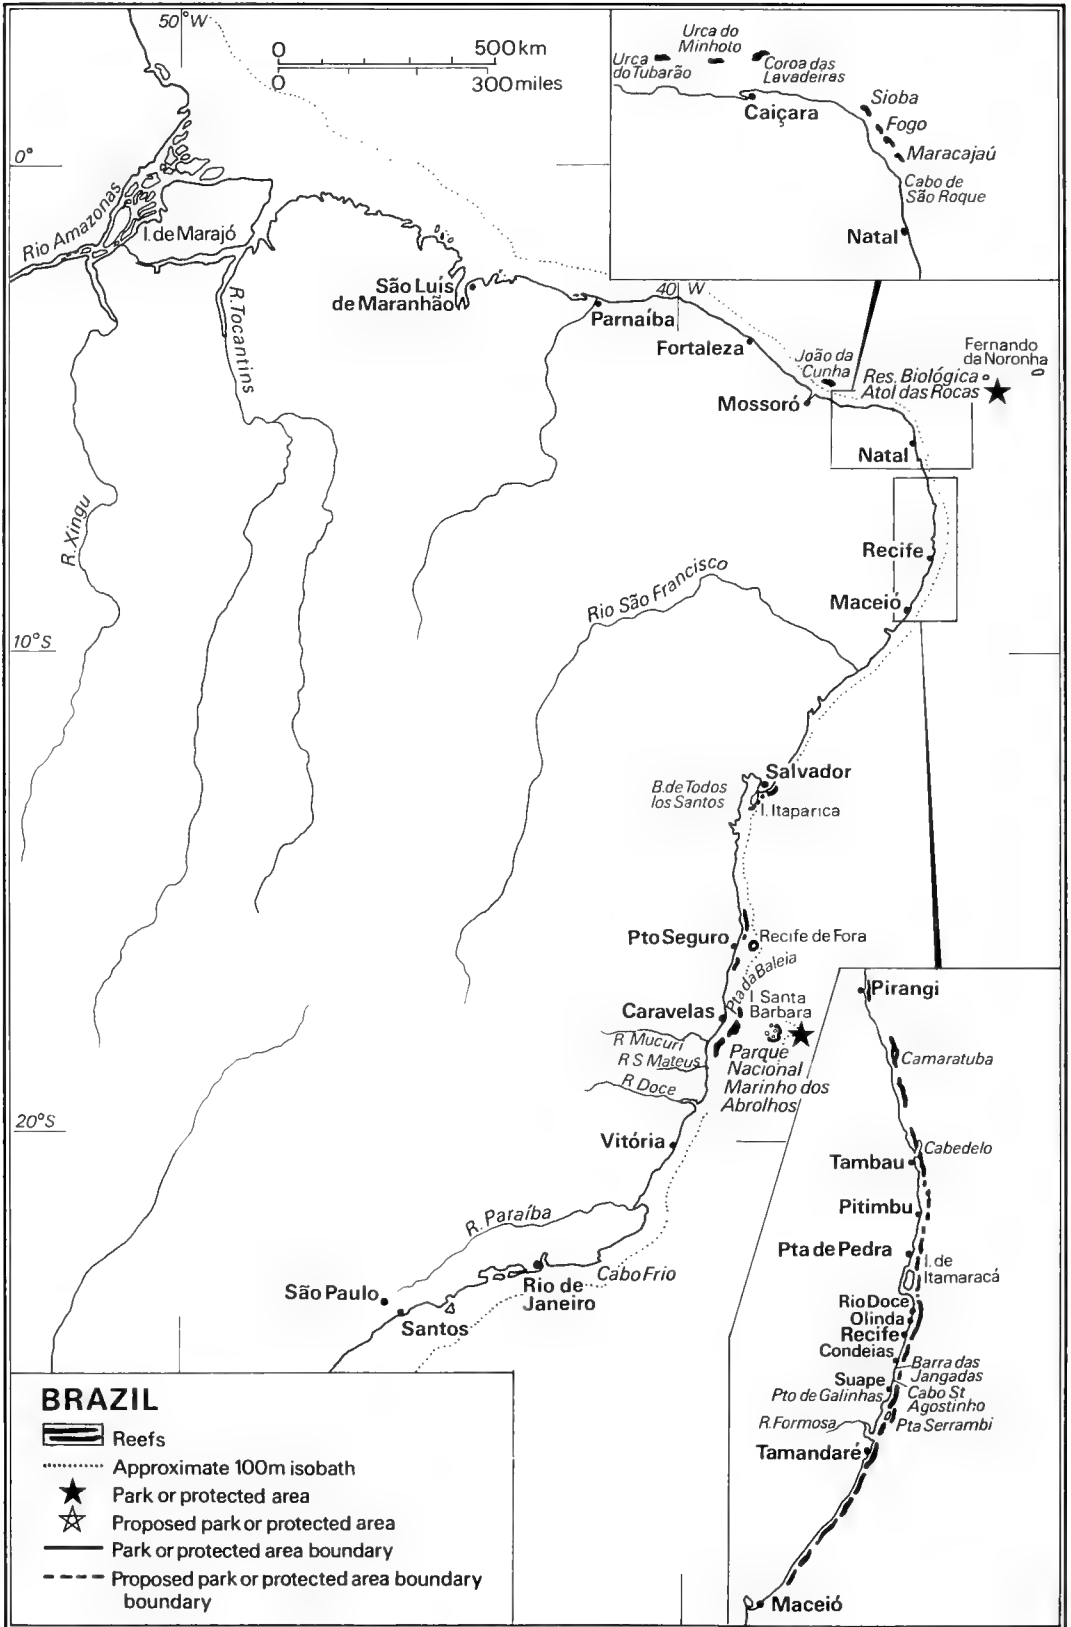 50°W
0
500km
0
300miles
Urca do
Minhoto
Urca
do Tubarão
Coroa das
Lavadeiras
Caiçara
Sioba
Fogo
Maracajaú
Cabo de
São Roque
Natal
0°
Rio Amazonas
I. de Marajó
São Luís
de Maranhão
R. Tocantins
40° W
Parnaíba
Fortaleza
João da
Cunha
Fernando
da Noronha
Res. Biológica
Atol das Rocas
Mossoró
Natal
R. Xingu
Recife
Rio São Francisco
Maceió
10°S
Salvador
B. de Todos
los Santos
I. Itaparica
Pto Seguro
Recife de Fora
Pta da Baleia
I Santa
Barbara
Caravelas
R Mucuri
R S Mateus
R Doce
Parque
Nacional
Marinho dos
Abrolhos
20°S
Vitória
R. Paraíba
Cabo Frio
São Paulo
Rio de
Janeiro
Santos
Pirangi
Camaratuba
Cabedelo
Tambau
Pitimbu
Pta de Pedra
I. de
Itamaracá
Rio Doce
Olinda
Recife
Condeias
Barra das
Jangadas
Suape
Cabo St
Agostinho
Pto de Galinhas
Pta Serrambi
R. Formosa
Tamandaré
Maceió
BRAZIL
Reefs
Approximate 100m isobath
Park or protected area
Proposed park or protected area
Park or protected area boundary
Proposed park or protected area boundary
boundary